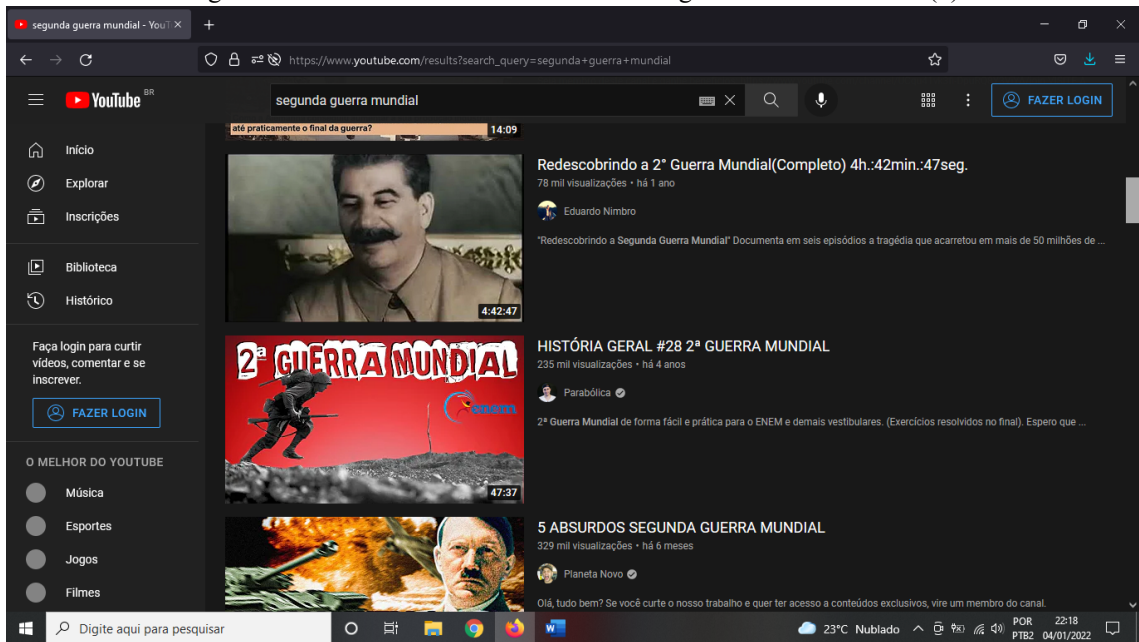 segunda guerra mundial - YouT
https://www.youtube.com/results?search_query=segunda+guerra+mundial
YouTube BR
segunda guerra mundial
FAZER LOGIN
Início
Explorar
Inscrições
Biblioteca
Histórico
Faça login para curtir
vídeos, comentar e se
inscrever.
FAZER LOGIN
O MELHOR DO YOUTUBE
Música
Esportes
Jogos
Filmes
até praticamente o final da guerra?
14:09
4:42:47
Redescobrindo a 2° Guerra Mundial(Completo) 4h.:42min.:47seg.
78 mil visualizações • há 1 ano
Eduardo Nimbro
"Redescobrindo a Segunda Guerra Mundial" Documenta em seis episódios a tragédia que acarretou em mais de 50 milhões de ...
2ª GUERRA MUNDIAL
enem
47:37
HISTÓRIA GERAL #28 2ª GUERRA MUNDIAL
235 mil visualizações • há 4 anos
Parabólica
2ª Guerra Mundial de forma fácil e prática para o ENEM e demais vestibulares. (Exercícios resolvidos no final). Espero que ...
5 ABSURDOS SEGUNDA GUERRA MUNDIAL
329 mil visualizações • há 6 meses
Planeta Novo
Olá, tudo bem? Se você curte o nosso trabalho e quer ter acesso a conteúdos exclusivos, vire um membro do canal.
Digite aqui para pesquisar
23°C Nublado
POR
PTB2
22:18
04/01/2022